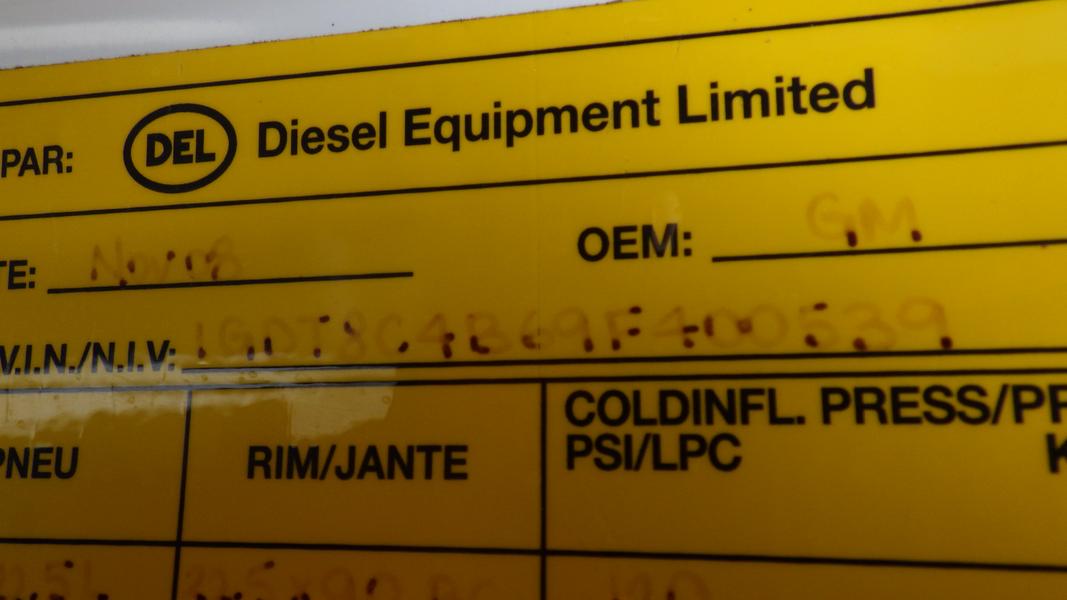 PAR: DEL Diesel Equipment Limited
TE: Nov 08 OEM: GM
V.I.N./N.I.V: 1GDT8C4B69F400539
PNEU RIM/JANTE COLDINFL. PRESS/PR
PSI/LPC K
120